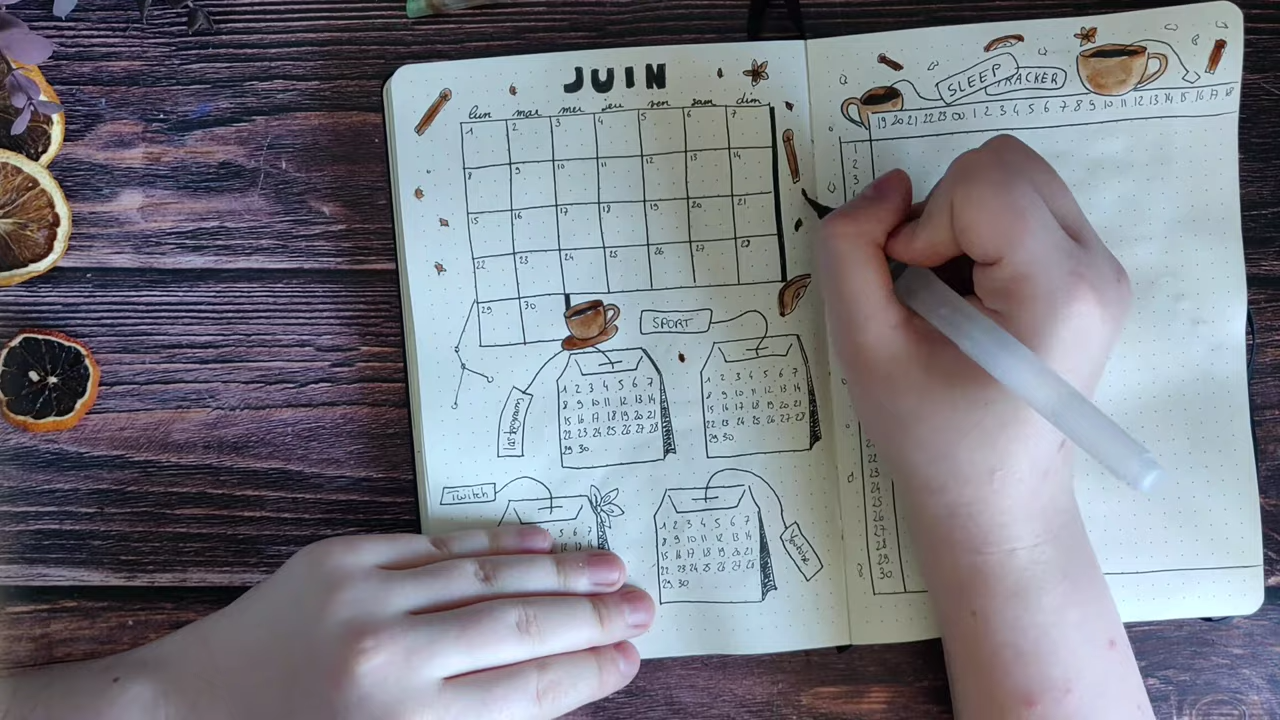 JUIN
lun mar mer jeu ven sam dim
1 2 3 4 5 6 7
8 9 10 11 12 13 14
15 16 17 18 19 20 21
22 23 24 25 26 27 28
29 30
SPORT
1 2 3 4 5 6 7
8 9 10 11 12 13 14
15 16 17 18 19 20 21
22 23 24 25 26 27 28
29 30
1 2 3 4 5 6 7
8 9 10 11 12 13 14
15 16 17 18 19 20 21
22 23 24 25 26 27 28
29 30
Twitch
5 6 7
12 13 14
Youtube
1 2 3 4 5 6 7
8 9 10 11 12 13 14
15 16 17 18 19 20 21
22 23 24 25 26 27 28
29 30
SLEEP TRACKER
19 20 21 22 23 00 1 2 3 4 5 6 7 8 9 10 11 12 13 14 15 16 17 18
1
2
3
22
23
24
25
26
27
28
29
30